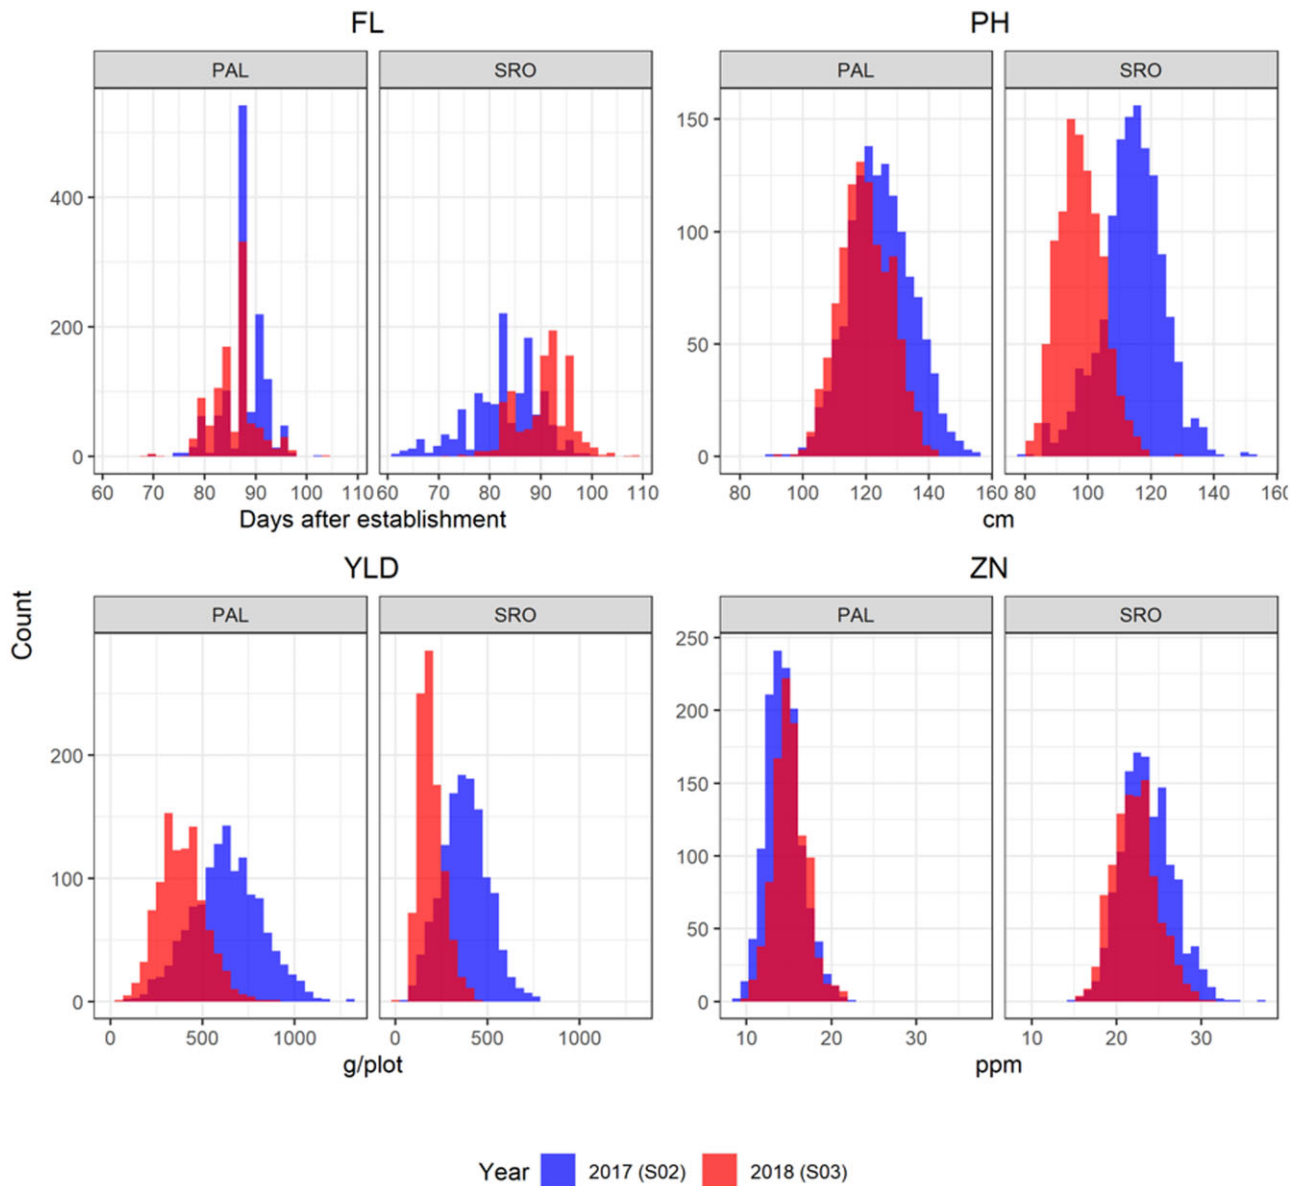 FL
PH
PAL
SRO
PAL
SRO
400
200
0
150
100
50
0
60 70 80 90 100 110 60 70 80 90 100 110
80 100 120 140 160 80 100 120 140 160
Days after establishment
cm
YLD
ZN
Count
PAL
SRO
PAL
SRO
200
100
0
250
200
150
100
50
0
0 500 1000 0 500 1000
10 20 30 10 20 30
g/plot
ppm
Year 2017 (S02) 2018 (S03)